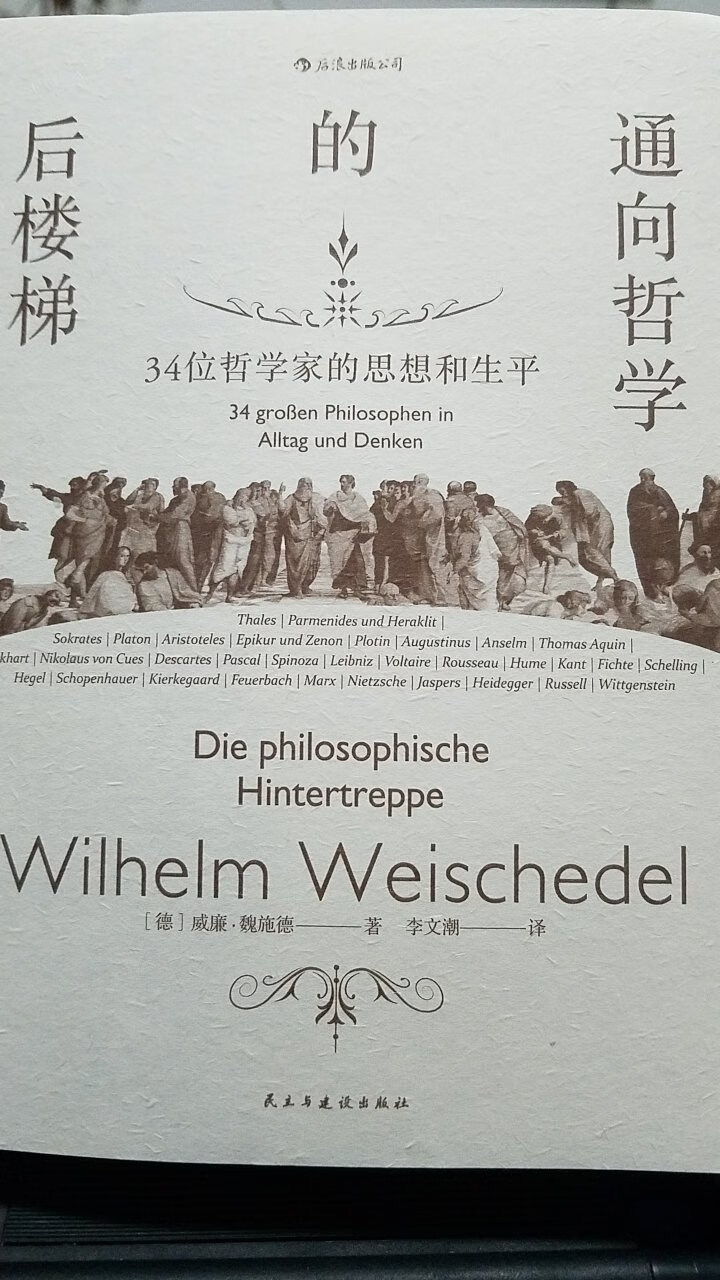 后浪出版公司
通向哲学
的
后楼梯
34位哲学家的思想和生平
34 großen Philosophen in
Alltag und Denken
Thales | Parmenides und Heraklit |
Sokrates | Platon | Aristoteles | Epikur und Zenon | Plotin | Augustinus | Anselm | Thomas Aquin |
khart | Nikolaus von Cues | Descartes | Pascal | Spinoza | Leibniz | Voltaire | Rousseau | Hume | Kant | Fichte | Schelling |
Hegel | Schopenhauer | Kierkegaard | Feuerbach | Marx | Nietzsche | Jaspers | Heidegger | Russell | Wittgenstein
Die philosophische
Hintertreppe
Wilhelm Weischedel
［德］威廉·魏施德——著 李文潮——译
民主与建设出版社